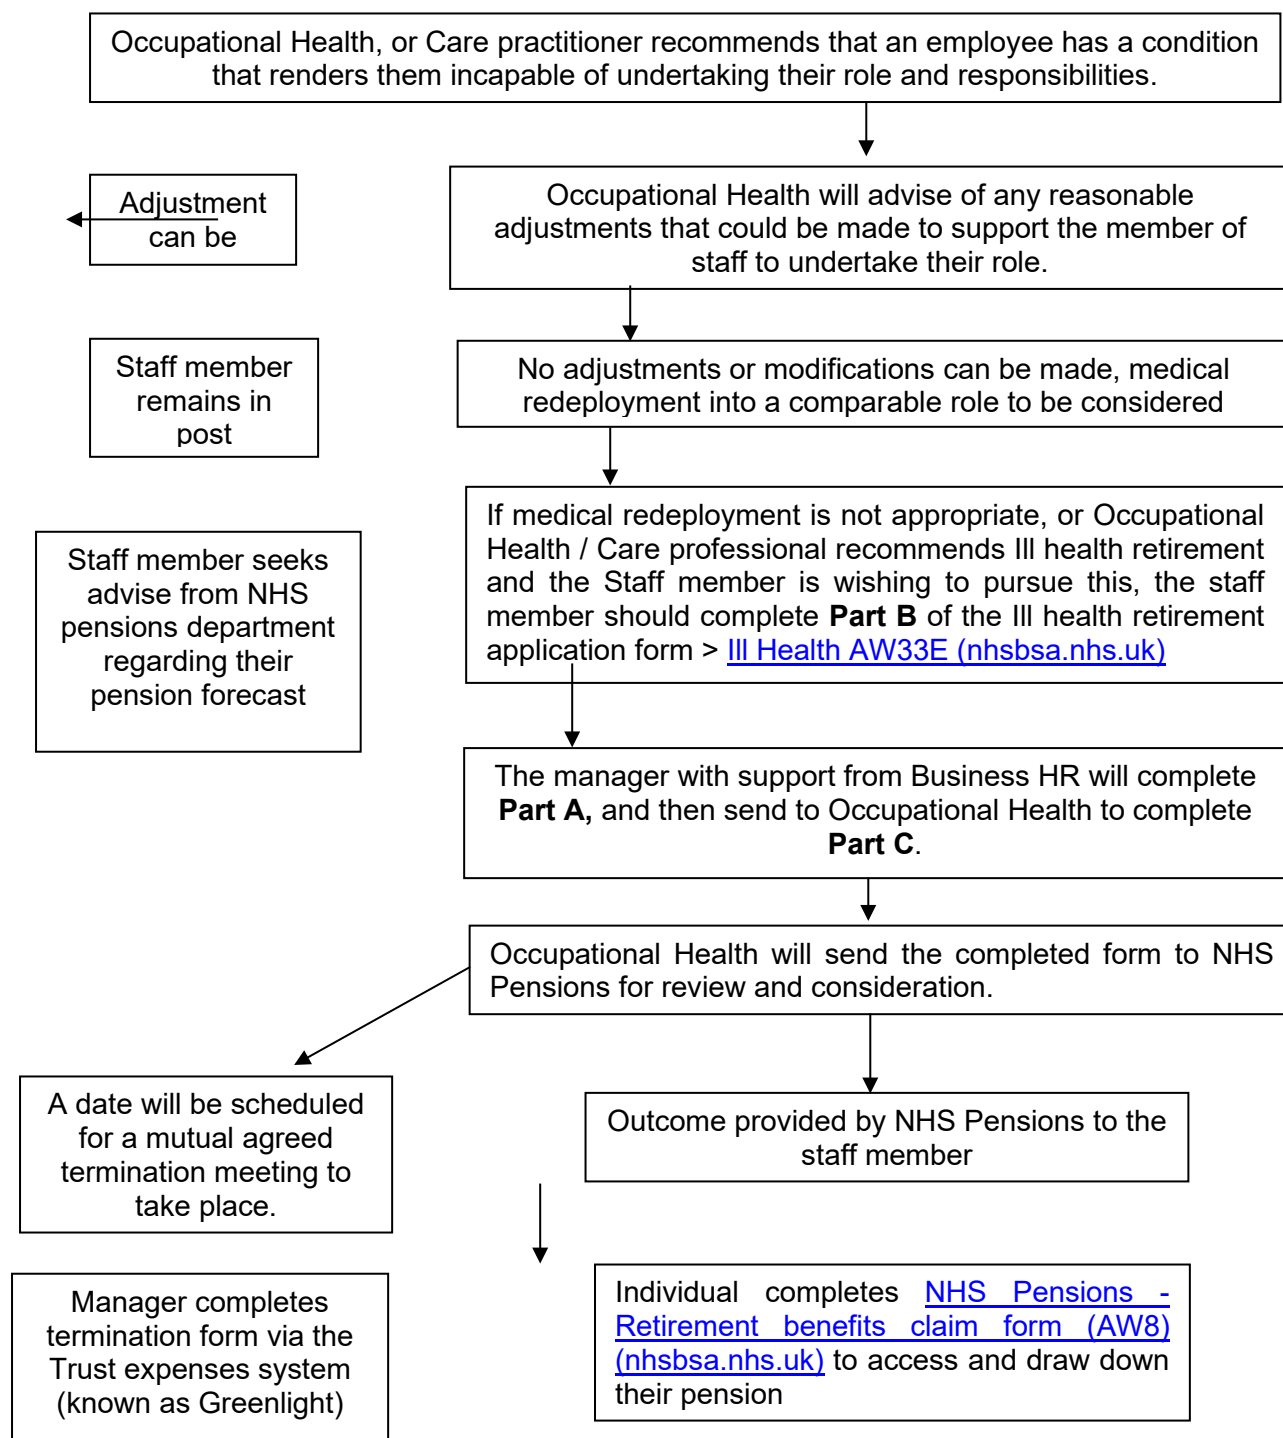 Occupational Health, or Care practitioner recommends that an employee has a condition
that renders them incapable of undertaking their role and responsibilities.
Adjustment
can be
Occupational Health will advise of any reasonable
adjustments that could be made to support the member of
staff to undertake their role.
Staff member
remains in
post
No adjustments or modifications can be made, medical
redeployment into a comparable role to be considered
Staff member seeks
advise from NHS
pensions department
regarding their
pension forecast
If medical redeployment is not appropriate, or Occupational
Health / Care professional recommends Ill health retirement
and the Staff member is wishing to pursue this, the staff
member should complete Part B of the Ill health retirement
application form > Ill Health AW33E (nhsbsa.nhs.uk)
The manager with support from Business HR will complete
Part A, and then send to Occupational Health to complete
Part C.
Occupational Health will send the completed form to NHS
Pensions for review and consideration.
A date will be scheduled
for a mutual agreed
termination meeting to
take place.
Outcome provided by NHS Pensions to the
staff member
Manager completes
termination form via the
Trust expenses system
(known as Greenlight)
Individual completes NHS Pensions -
Retirement benefits claim form (AW8)
(nhsbsa.nhs.uk) to access and draw down
their pension